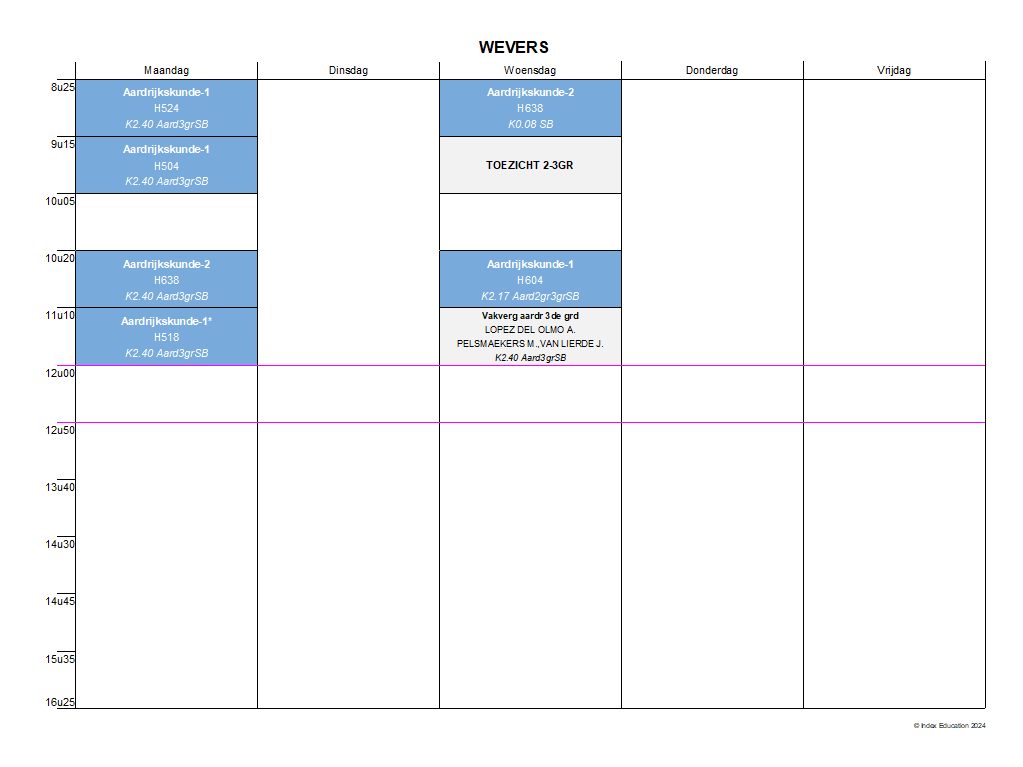 WEVERS
Maandag
Dinsdag
Woensdag
Donderdag
Vrijdag
8u25
Aardrijkskunde-1
H524
K2.40 Aard3grSB
Aardrijkskunde-2
H638
K0.08 SB
9u15
Aardrijkskunde-1
H504
K2.40 Aard3grSB
TOEZICHT 2-3GR
10u05
10u20
Aardrijkskunde-2
H638
K2.40 Aard3grSB
Aardrijkskunde-1
H604
K2.17 Aard2gr3grSB
11u10
Aardrijkskunde-1*
H518
K2.40 Aard3grSB
Vakverg aardr 3de grd
LOPEZ DEL OLMO A.
PELSMAEKERS M.,VAN LIERDE J.
K2.40 Aard3grSB
12u00
12u50
13u40
14u30
14u45
15u35
16u25
© Index Education 2024